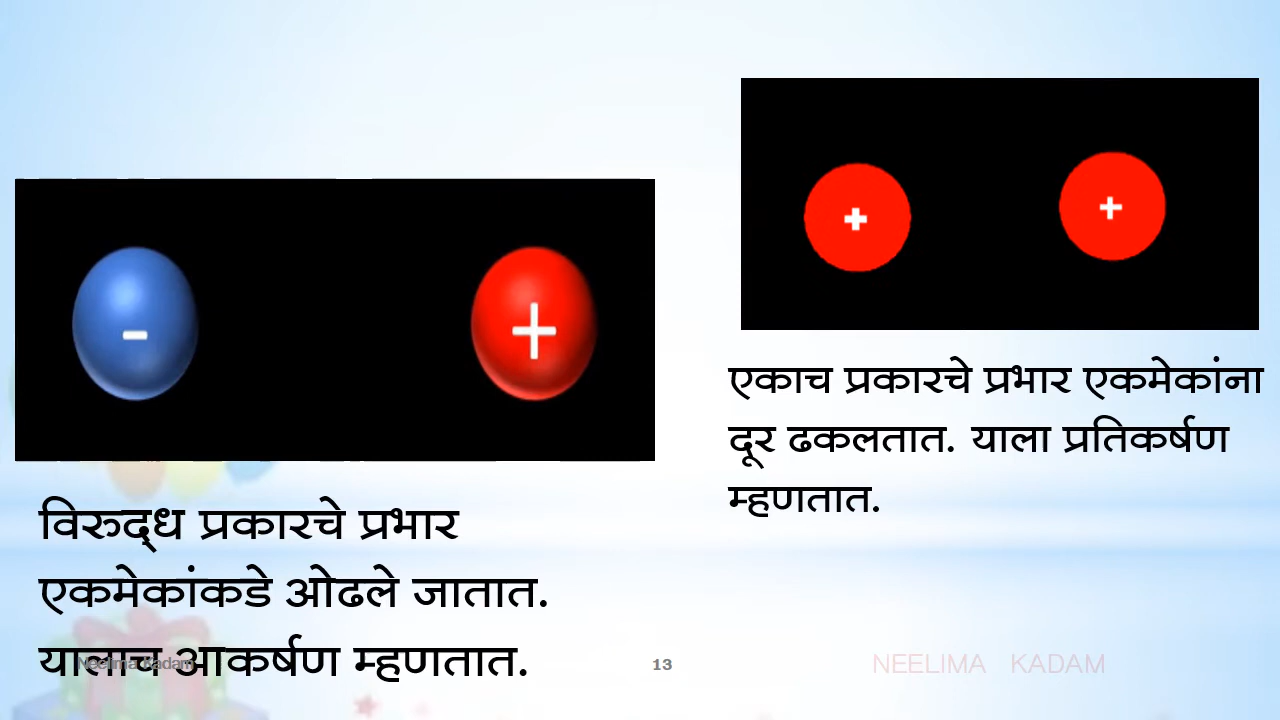 -
+
+
+
एकाच प्रकारचे प्रभार एकमेकांना
दूर ढकलतात. याला प्रतिकर्षण
म्हणतात.
विरुद्ध प्रकारचे प्रभार
एकमेकांकडे ओढले जातात.
यालाच आकर्षण म्हणतात.
Neelima Kadam
13
NEELIMA KADAM